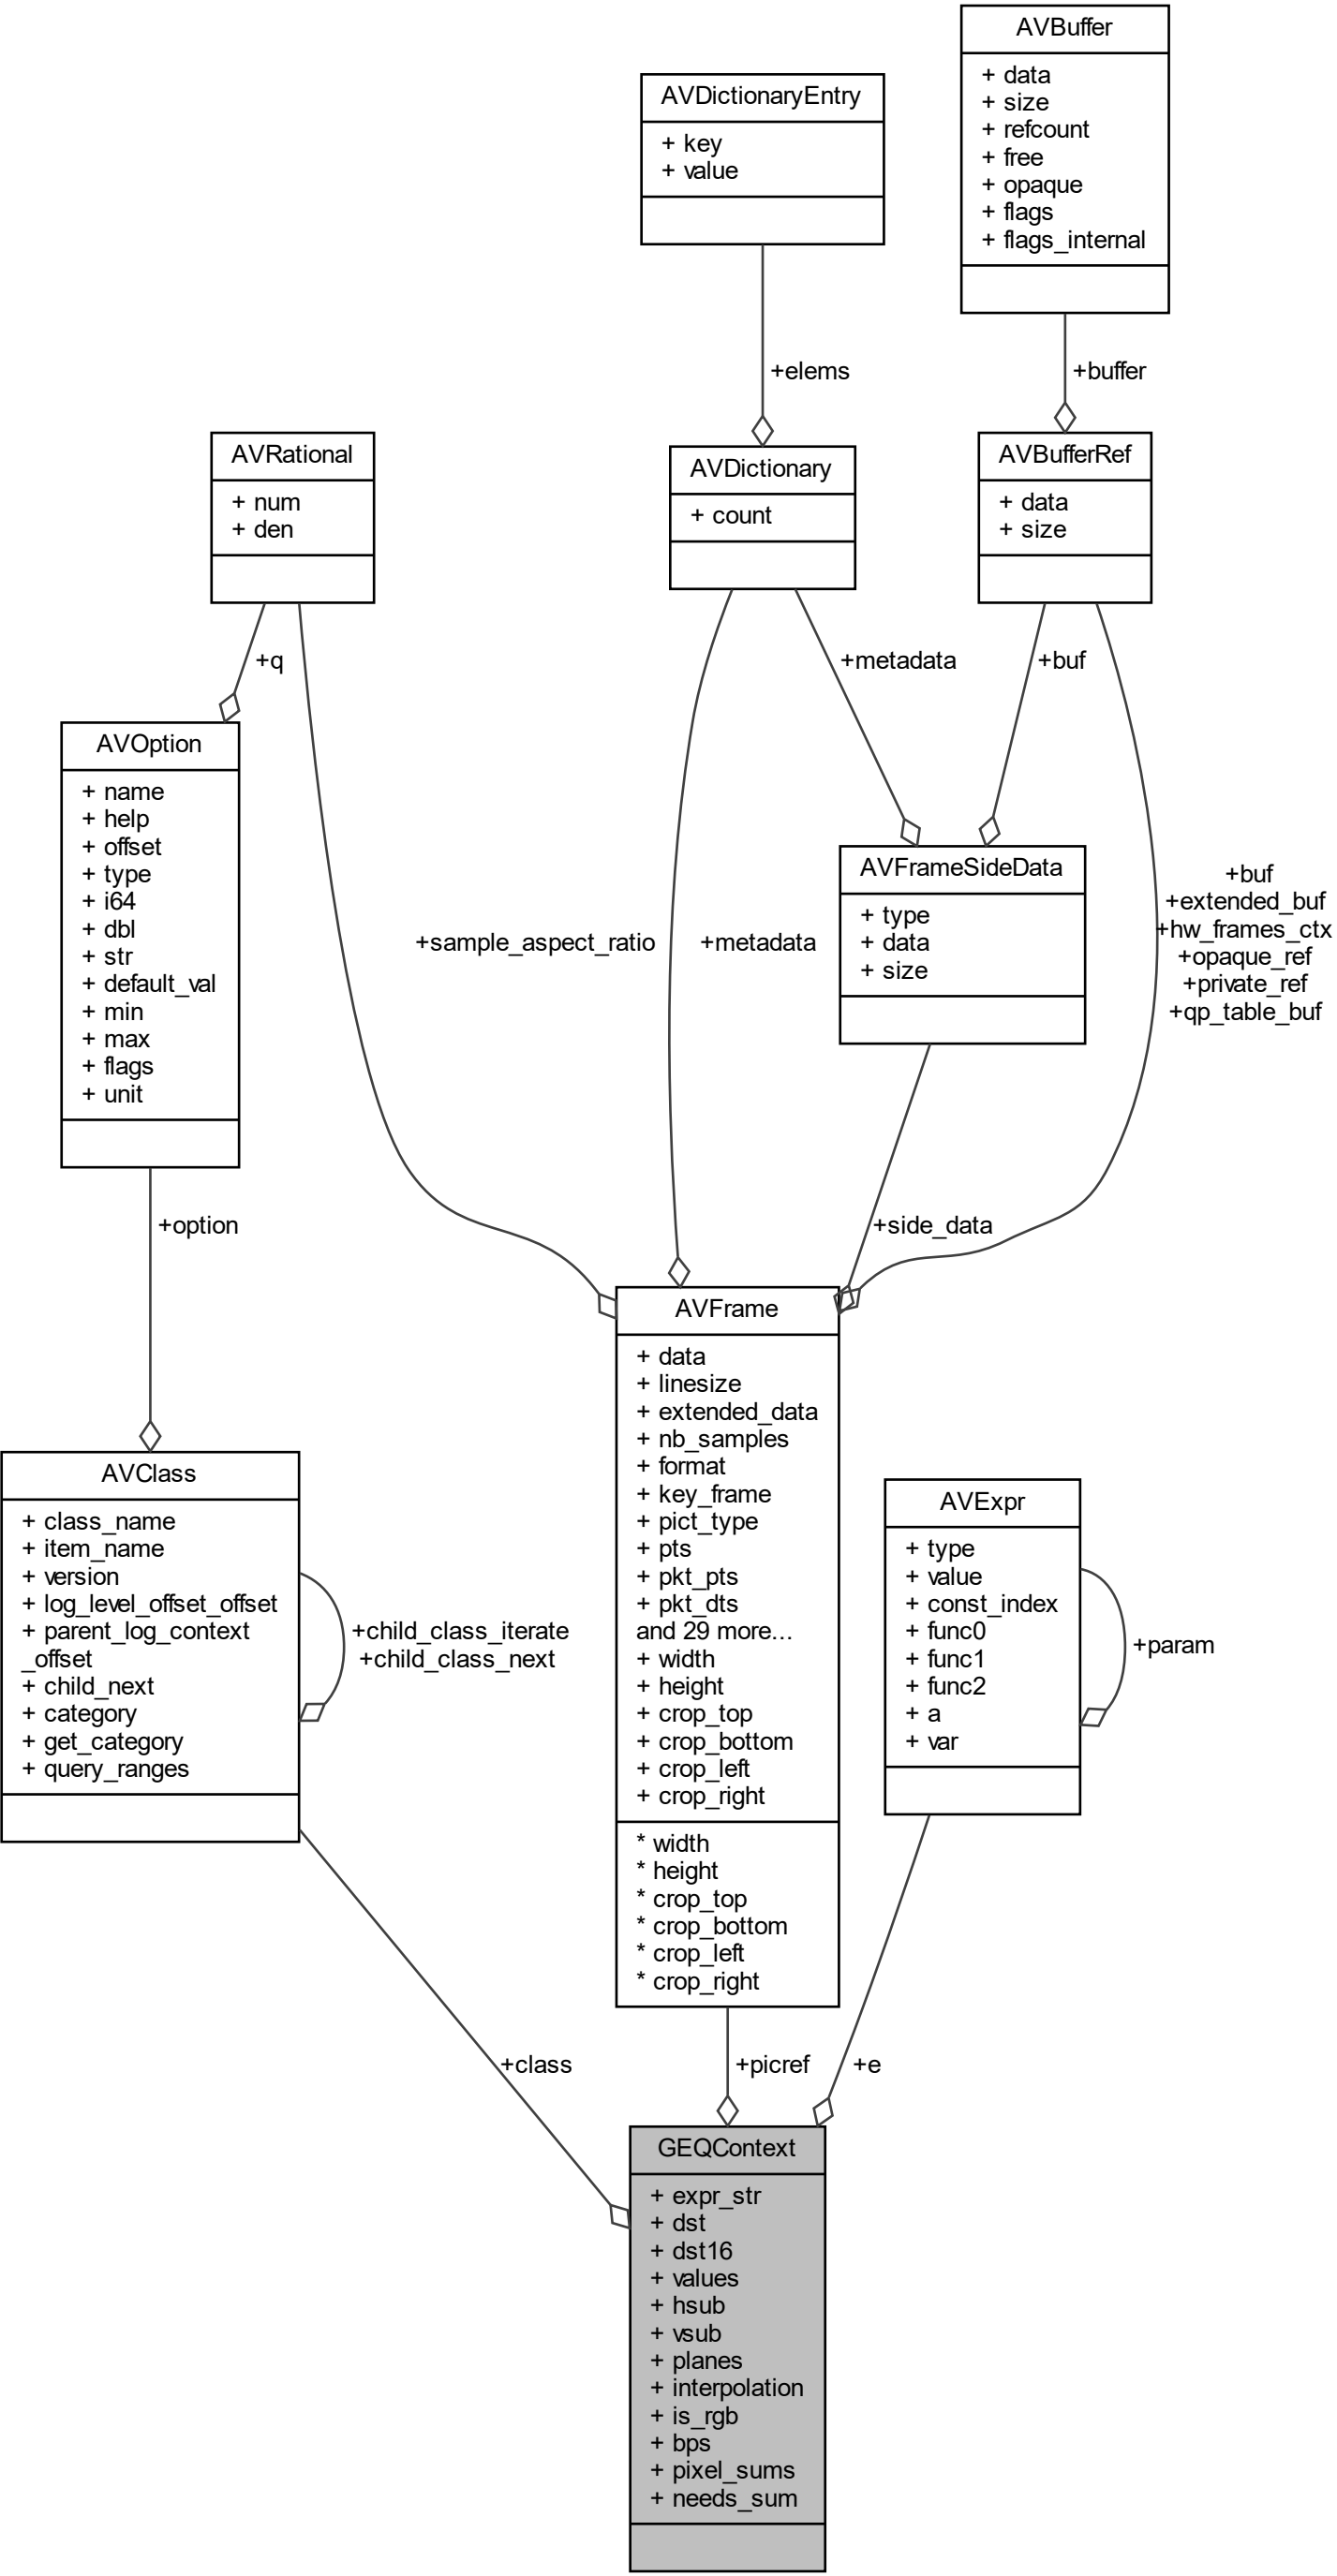 AVBuffer
+ data
+ size
+ refcount
+ free
+ opaque
+ flags
+ flags_internal
AVDictionaryEntry
+ key
+ value
+elems
+buffer
AVRational
+ num
+ den
AVDictionary
+ count
AVBufferRef
+ data
+ size
+q
+metadata
+buf
AVOption
+ name
+ help
+ offset
+ type
+ i64
+ dbl
+ str
+ default_val
+ min
+ max
+ flags
+ unit
AVFrameSideData
+ type
+ data
+ size
+sample_aspect_ratio
+metadata
+buf
+extended_buf
+hw_frames_ctx
+opaque_ref
+private_ref
+qp_table_buf
+option
+side_data
AVFrame
+ data
+ linesize
+ extended_data
+ nb_samples
+ format
+ key_frame
+ pict_type
+ pts
+ pkt_pts
+ pkt_dts
and 29 more...
+ width
+ height
+ crop_top
+ crop_bottom
+ crop_left
+ crop_right
* width
* height
* crop_top
* crop_bottom
* crop_left
* crop_right
AVClass
+ class_name
+ item_name
+ version
+ log_level_offset_offset
+ parent_log_context
_offset
+ child_next
+ category
+ get_category
+ query_ranges
+child_class_iterate
+child_class_next
AVExpr
+ type
+ value
+ const_index
+ func0
+ func1
+ func2
+ a
+ var
+param
+class
+picref
+e
GEQContext
+ expr_str
+ dst
+ dst16
+ values
+ hsub
+ vsub
+ planes
+ interpolation
+ is_rgb
+ bps
+ pixel_sums
+ needs_sum